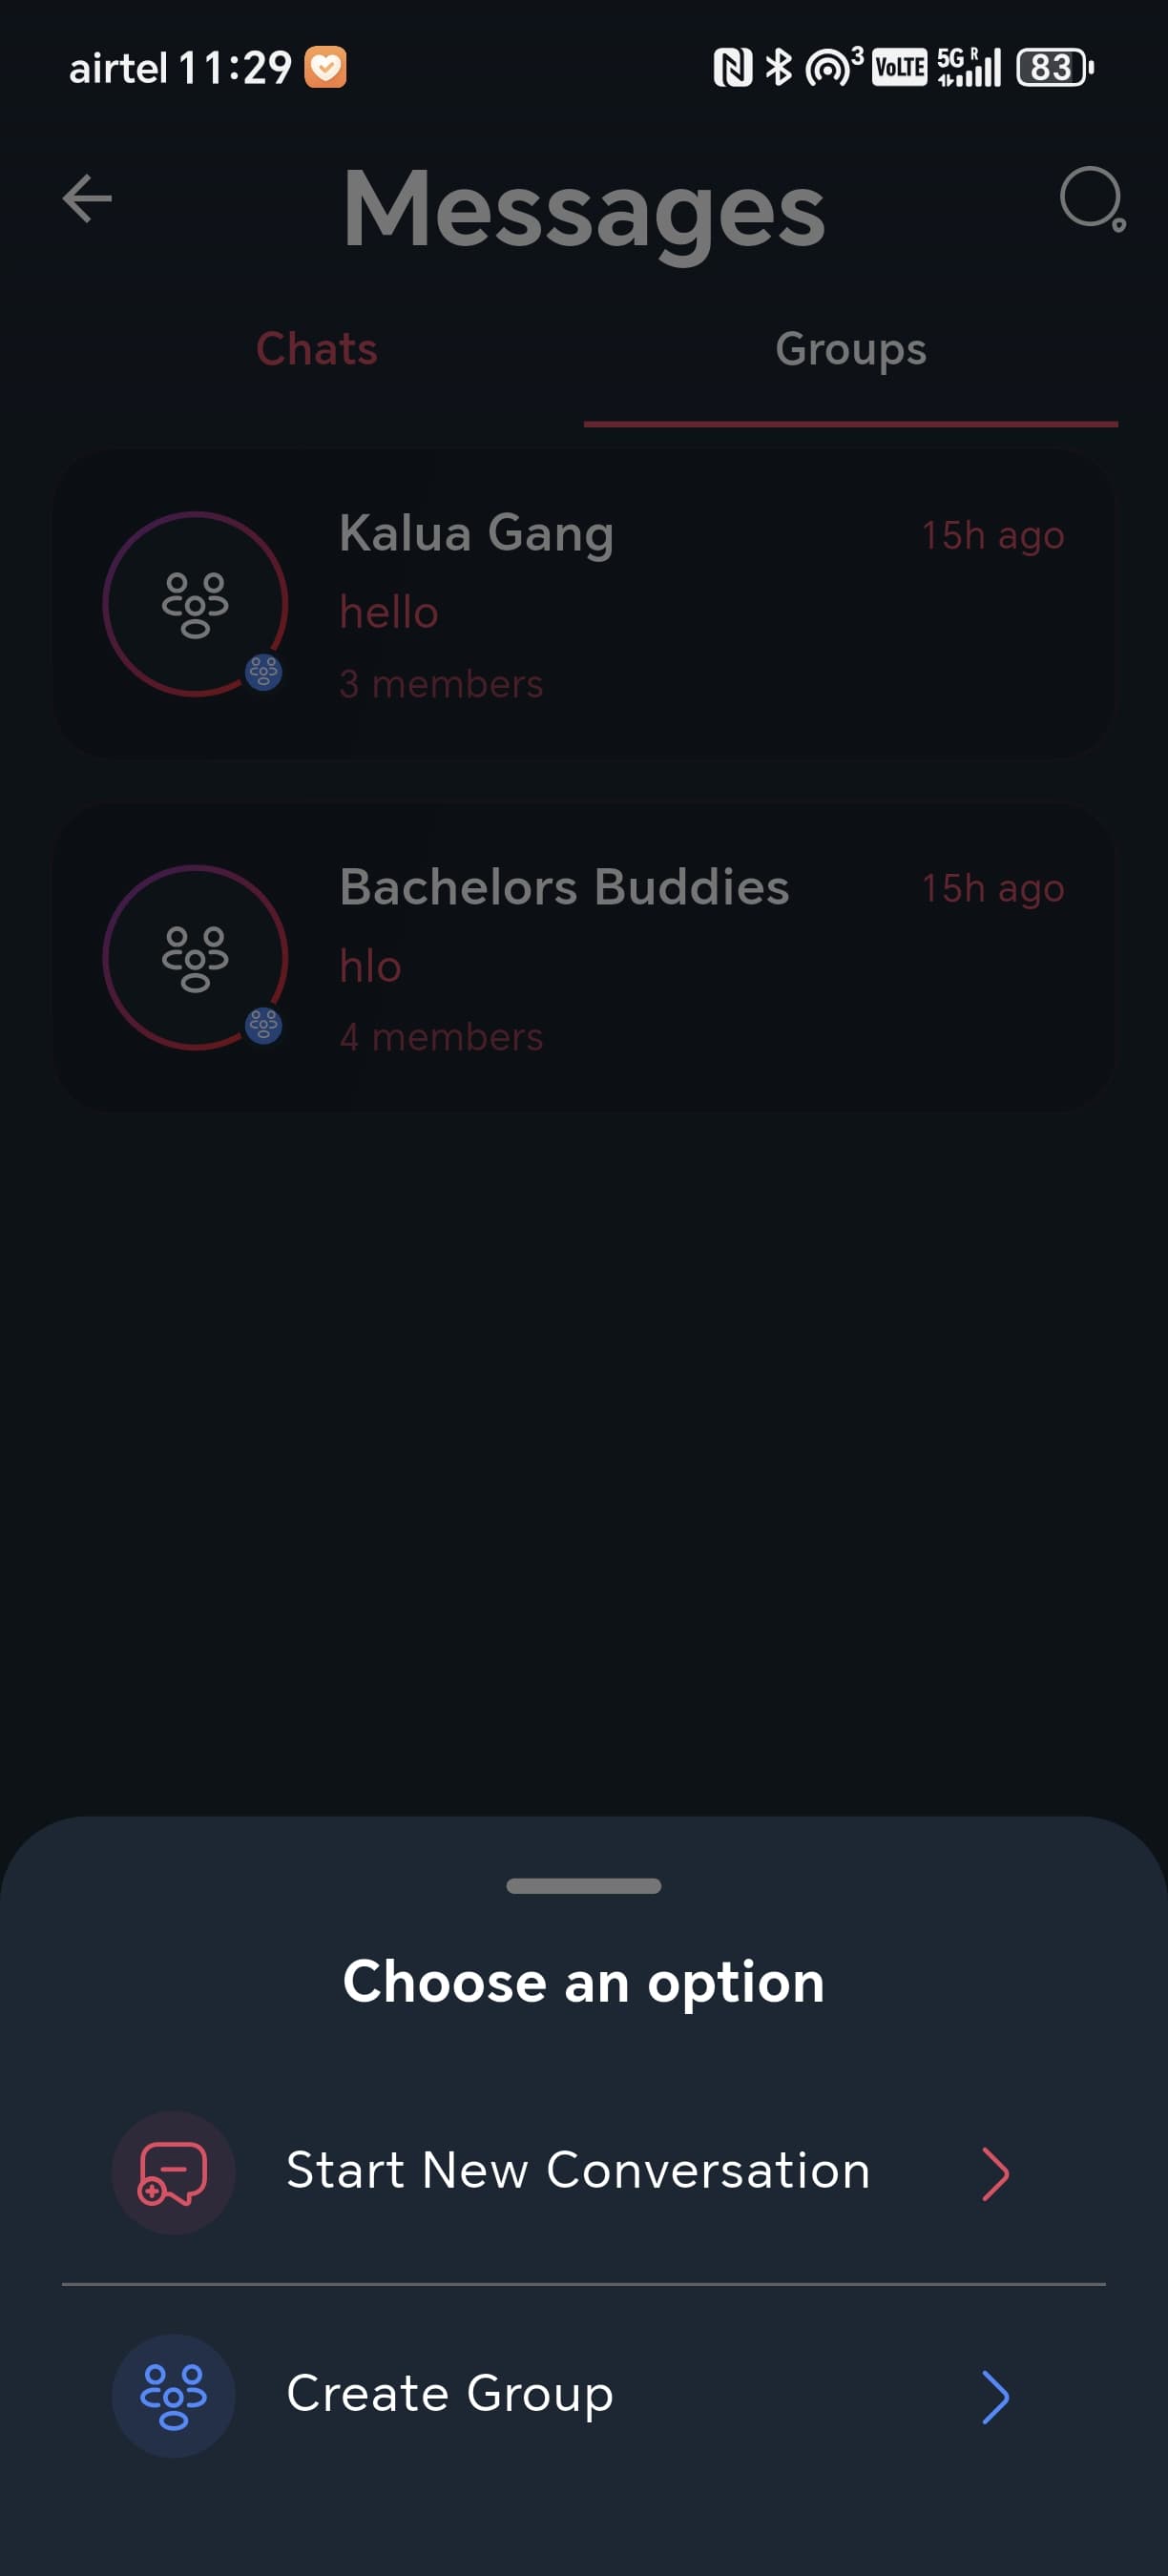 airtel 11:29
3 VoLTE 5G R 83
Messages
Chats Groups
Kalua Gang 15h ago
hello
3 members
Bachelors Buddies 15h ago
hlo
4 members
Choose an option
Start New Conversation
Create Group